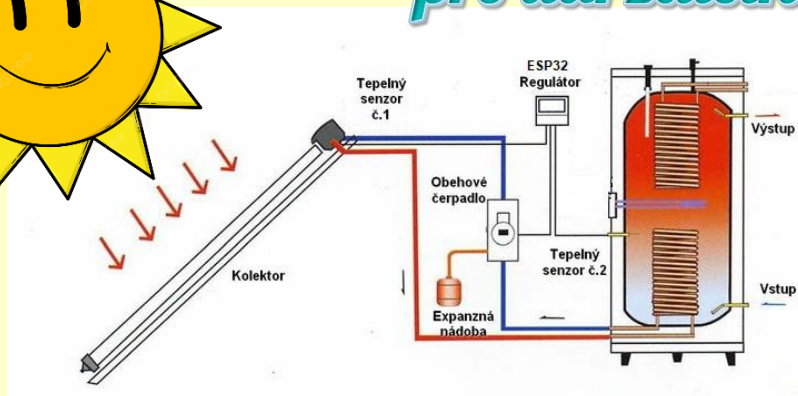 ESP32
Regulátor
Tepelný
senzor
č.1
Výstup
Obehové
čerpadlo
Tepelný
senzor č.2
Kolektor
Vstup
Expanzná
nádoba